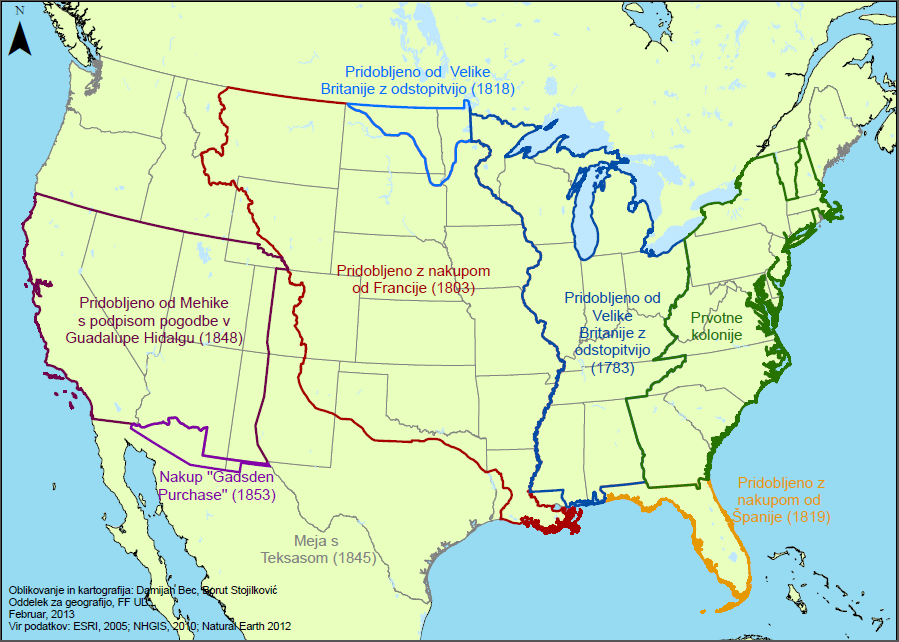 N
Pridobljeno od Velike
Britanije z odstopitvijo (1818)
Pridobljeno z nakupom
od Francije (1803)
Pridobljeno od Mehike
s podpisom pogodbe v
Guadalupe Hidalgu (1848)
Pridobljeno od
Velike
Britanije z
odstopitvijo
(1783)
Prvotne
kolonije
Nakup "Gadsden
Purchase" (1853)
Pridobljeno z
nakupom od
Španije (1819)
Meja s
Teksasom (1845)
Oblikovanje in kartografija: Damijan Bec, Borut Stojilković
Oddelek za geografijo, FF UL
Februar, 2013
Vir podatkov: ESRI, 2005; NHGIS, 2010; Natural Earth 2012